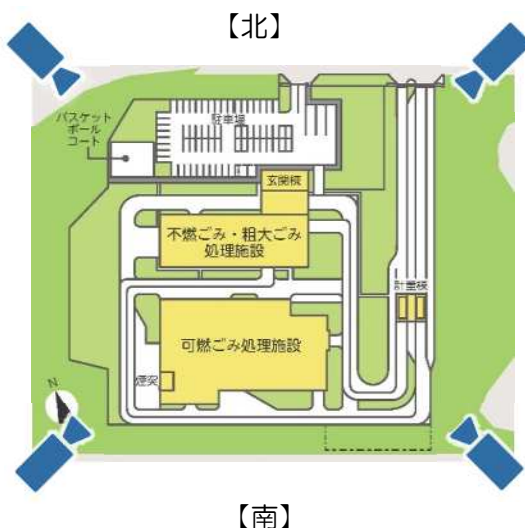 【北】
駐車場
バスケット
ボール
コート
玄関棟
不燃ごみ・粗大ごみ
処理施設
計量棟
可燃ごみ処理施設
煙突
N
【南】